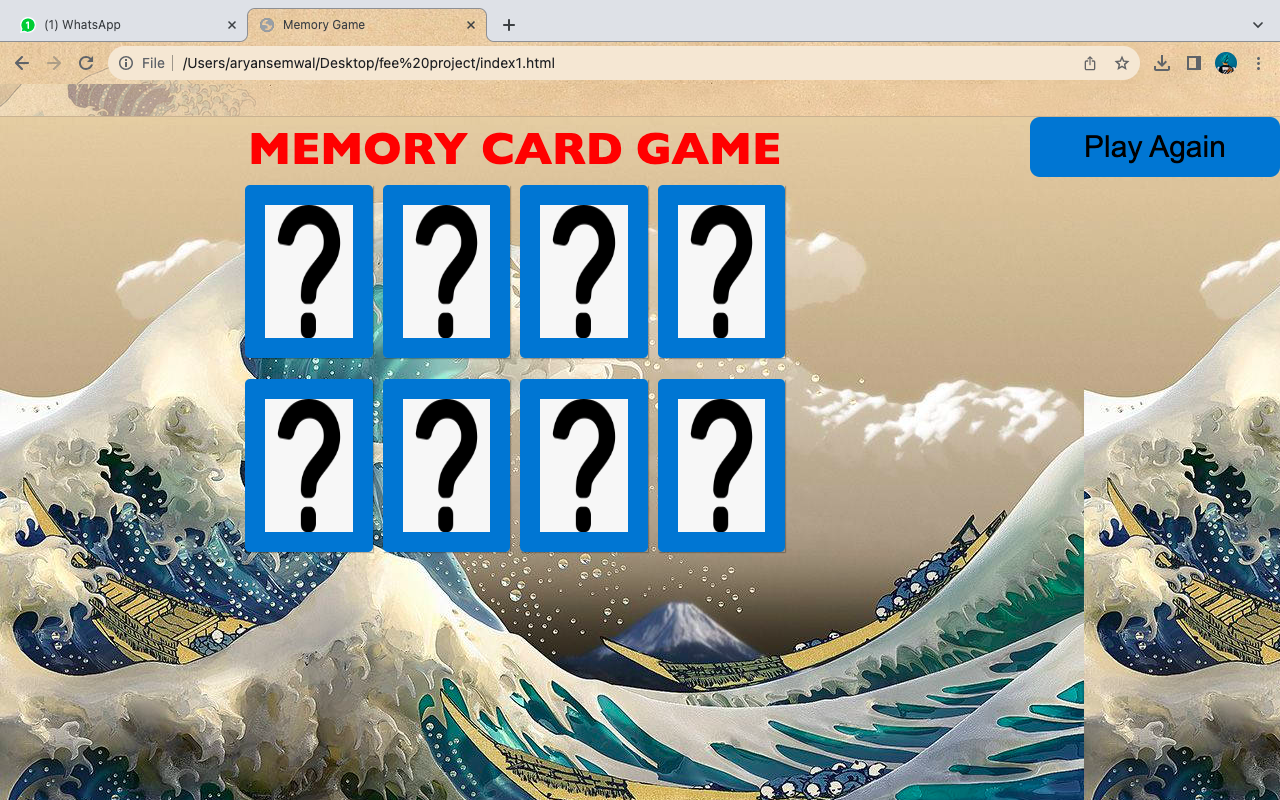 (1) WhatsApp
Memory Game
File
/Users/aryansemwal/Desktop/fee%20project/index1.html
MEMORY CARD GAME
Play Again
? ? ? ?
? ? ? ?